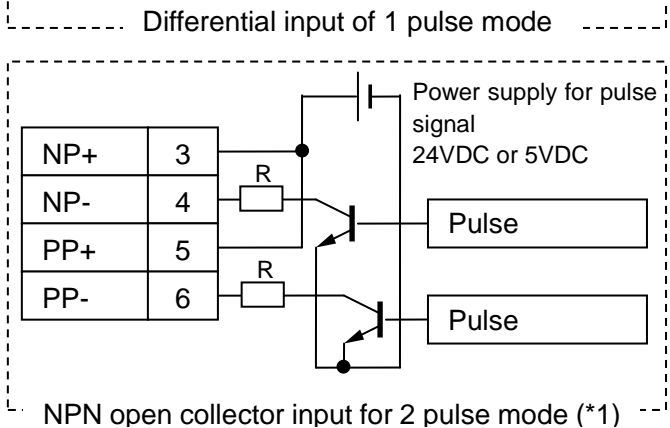 Differential input of 1 pulse mode
Power supply for pulse
signal
24VDC or 5VDC
NP+ 3
R
NP- 4
Pulse
PP+ 5
R
PP- 6
Pulse
NPN open collector input for 2 pulse mode (*1)